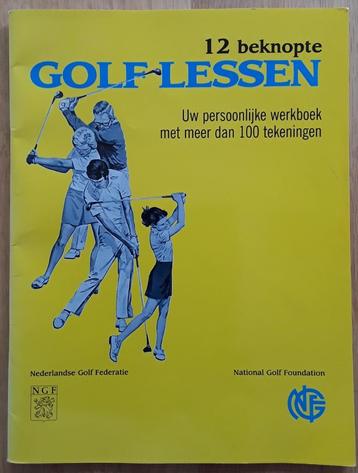 12 beknopte
GOLF LESSEN
Uw persoonlijke werkboek
met meer dan 100 tekeningen
Nederlandse Golf Federatie
National Golf Foundation
NGF
NGF